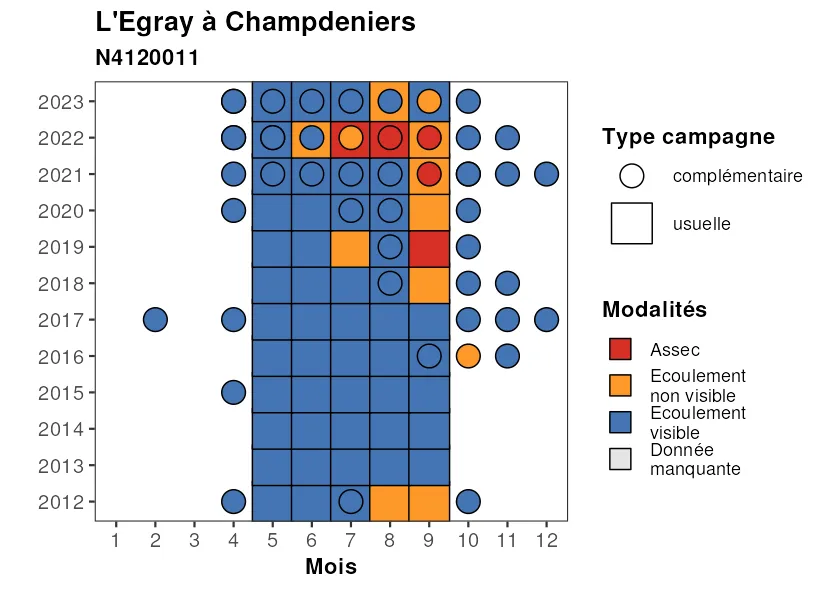 L'Egray à Champdeniers
N4120011
2023
2022
2021
2020
2019
2018
2017
2016
2015
2014
2013
2012
1 2 3 4 5 6 7 8 9 10 11 12
Mois
Type campagne
complémentaire
usuelle
Modalités
Assec
Ecoulement
non visible
Ecoulement
visible
Donnée
manquante